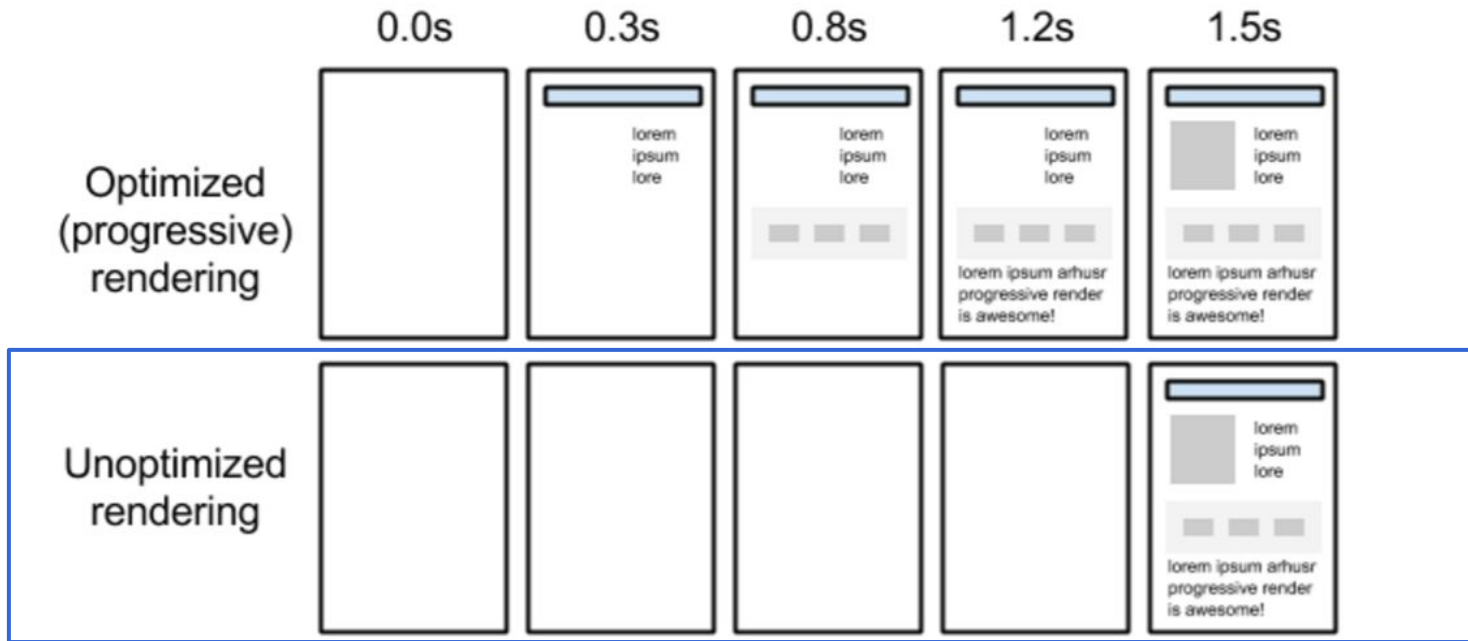 0.0s 0.3s 0.8s 1.2s 1.5s
Optimized
(progressive)
rendering
lorem
ipsum
lore
lorem
ipsum
lore
lorem
ipsum
lore
lorem ipsum arhusr
progressive render
is awesome!
lorem
ipsum
lore
lorem ipsum arhusr
progressive render
is awesome!
Unoptimized
rendering
lorem
ipsum
lore
lorem ipsum arhusr
progressive render
is awesome!